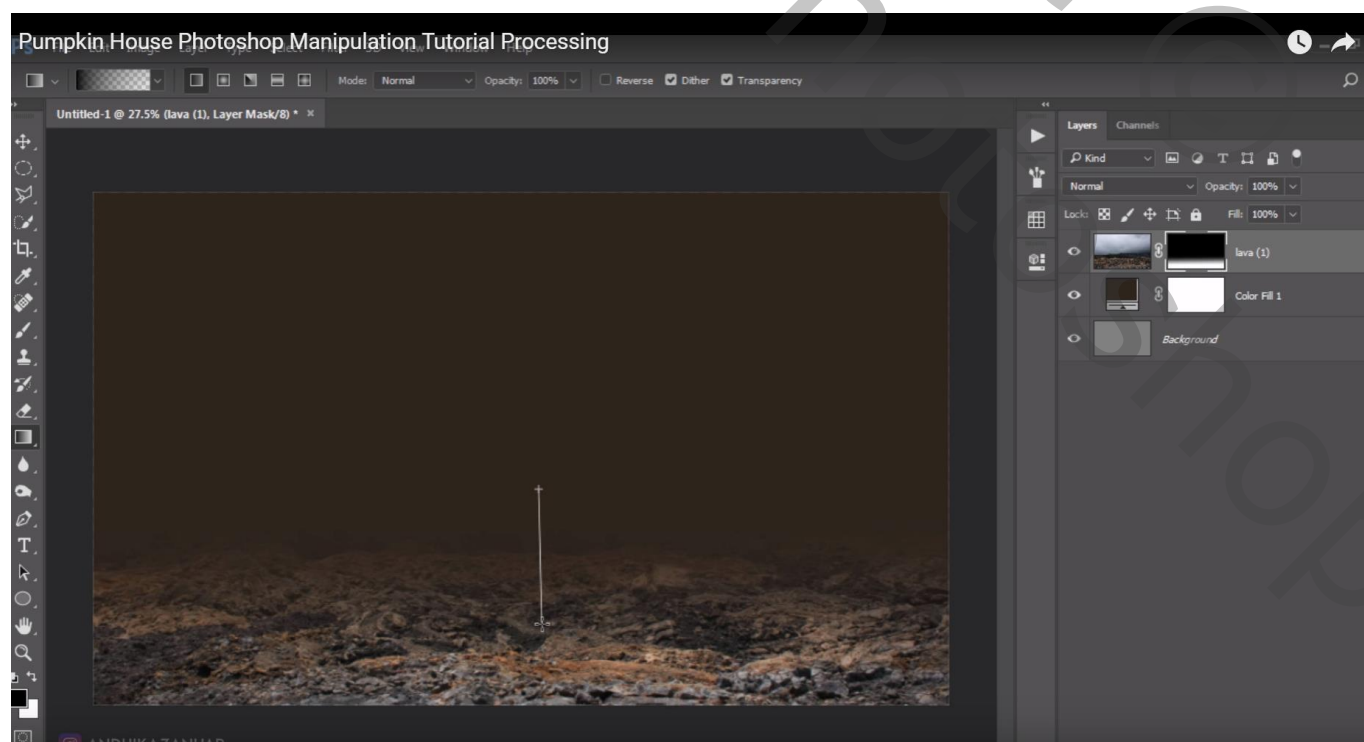 Pumpkin House Photoshop Manipulation Tutorial Processing
Mode: Normal Opacity: 100% Reverse Dither Transparency
Untitled-1 @ 27.5% (lava (1), Layer Mask/8) *
Layers Channels
Kind
Normal Opacity: 100%
Lock: Fill: 100%
lava (1)
Color Fill 1
Background